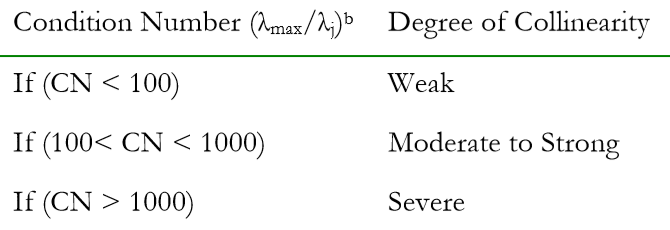 Condition Number (λmax/λj)b Degree of Collinearity
If (CN < 100) Weak
If (100< CN < 1000) Moderate to Strong
If (CN > 1000) Severe